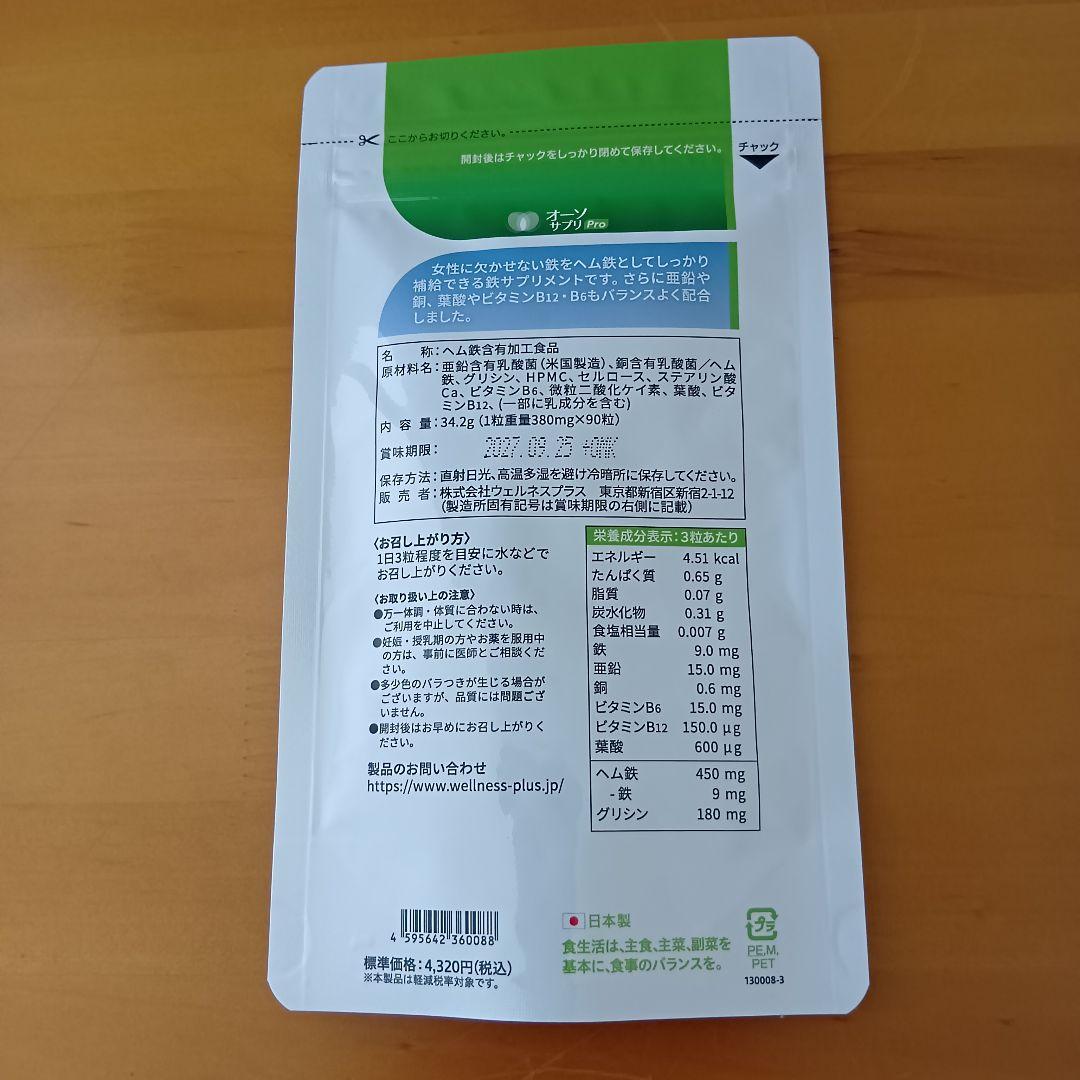 ここからお切りください。
開封後はチャックをしっかり閉めて保存してください。
チャック
オーソ
サプリ Pro
女性に欠かせない鉄をヘム鉄としてしっかり
補給できる鉄サプリメントです。さらに亜鉛や
銅、葉酸やビタミンB12・B6もバランスよく配合
しました。
名 称：ヘム鉄含有加工食品
原材料名：亜鉛含有乳酸菌（米国製造）、銅含有乳酸菌／ヘム
鉄、グリシン、HPMC、セルロース、ステアリン酸
Ca、ビタミンB6、微粒二酸化ケイ素、葉酸、ビタ
ミンB12、（一部に乳成分を含む）
内 容 量：34.2g（1粒重量380mg×90粒）
賞味期限： 2027.09.25 +OMK
保存方法：直射日光、高温多湿を避け冷暗所に保存してください。
販 売 者：株式会社ウェルネスプラス 東京都新宿区新宿2-1-12
（製造所固有記号は賞味期限の右側に記載）
〈お召し上がり方〉
1日3粒程度を目安に水などで
お召し上がりください。
〈お取り扱い上の注意〉
●万一体調・体質に合わない時は、
ご利用を中止してください。
●妊娠・授乳期の方やお薬を服用中
の方は、事前に医師とご相談くだ
さい。
●多少色のバラつきが生じる場合が
ございますが、品質には問題ござ
いません。
●開封後はお早めにお召し上がりく
ださい。
製品のお問い合わせ
https://www.wellness-plus.jp/
栄養成分表示：3粒あたり
エネルギー 4.51 kcal
たんぱく質 0.65 g
脂質 0.07 g
炭水化物 0.31 g
食塩相当量 0.007 g
鉄 9.0 mg
亜鉛 15.0 mg
銅 0.6 mg
ビタミンB6 15.0 mg
ビタミンB12 150.0 μg
葉酸 600 μg
ヘム鉄 450 mg
-鉄 9 mg
グリシン 180 mg
4 595642 360088
標準価格：4,320円(税込)
※本製品は軽減税率対象です。
日本製
食生活は、主食、主菜、副菜を
基本に、食事のバランスを。
プラ
PE,M,
PET
130008-3